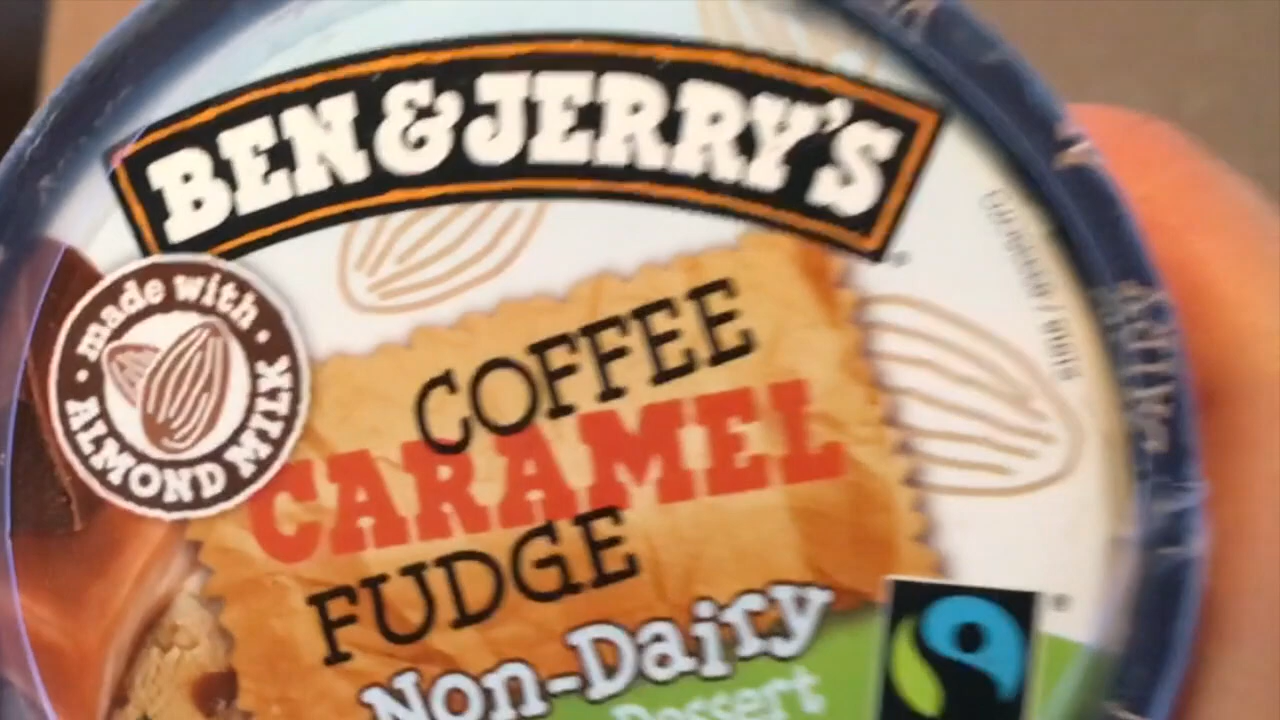 BEN & JERRY'S
made with
ALMOND MILK
COFFEE
CARAMEL
FUDGE
Non-Dairy
Dessert